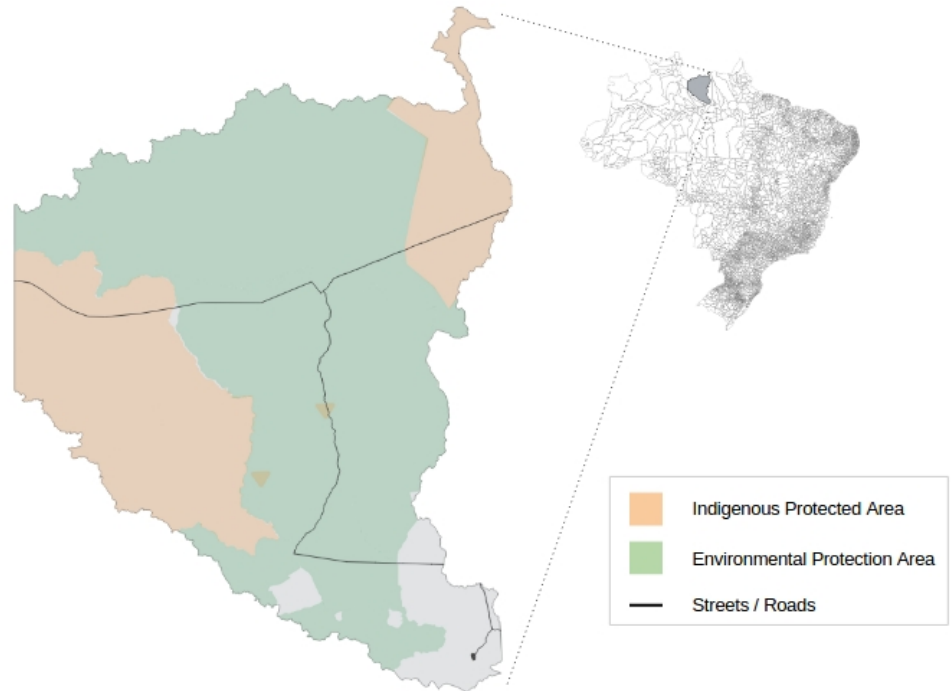 Indigenous Protected Area
Environmental Protection Area
Streets / Roads